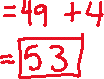 =49 +4
=53